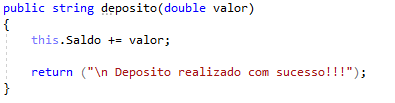 public string deposito(double valor)
{
this.Saldo += valor;
return ("\n Deposito realizado com sucesso!!!");
}